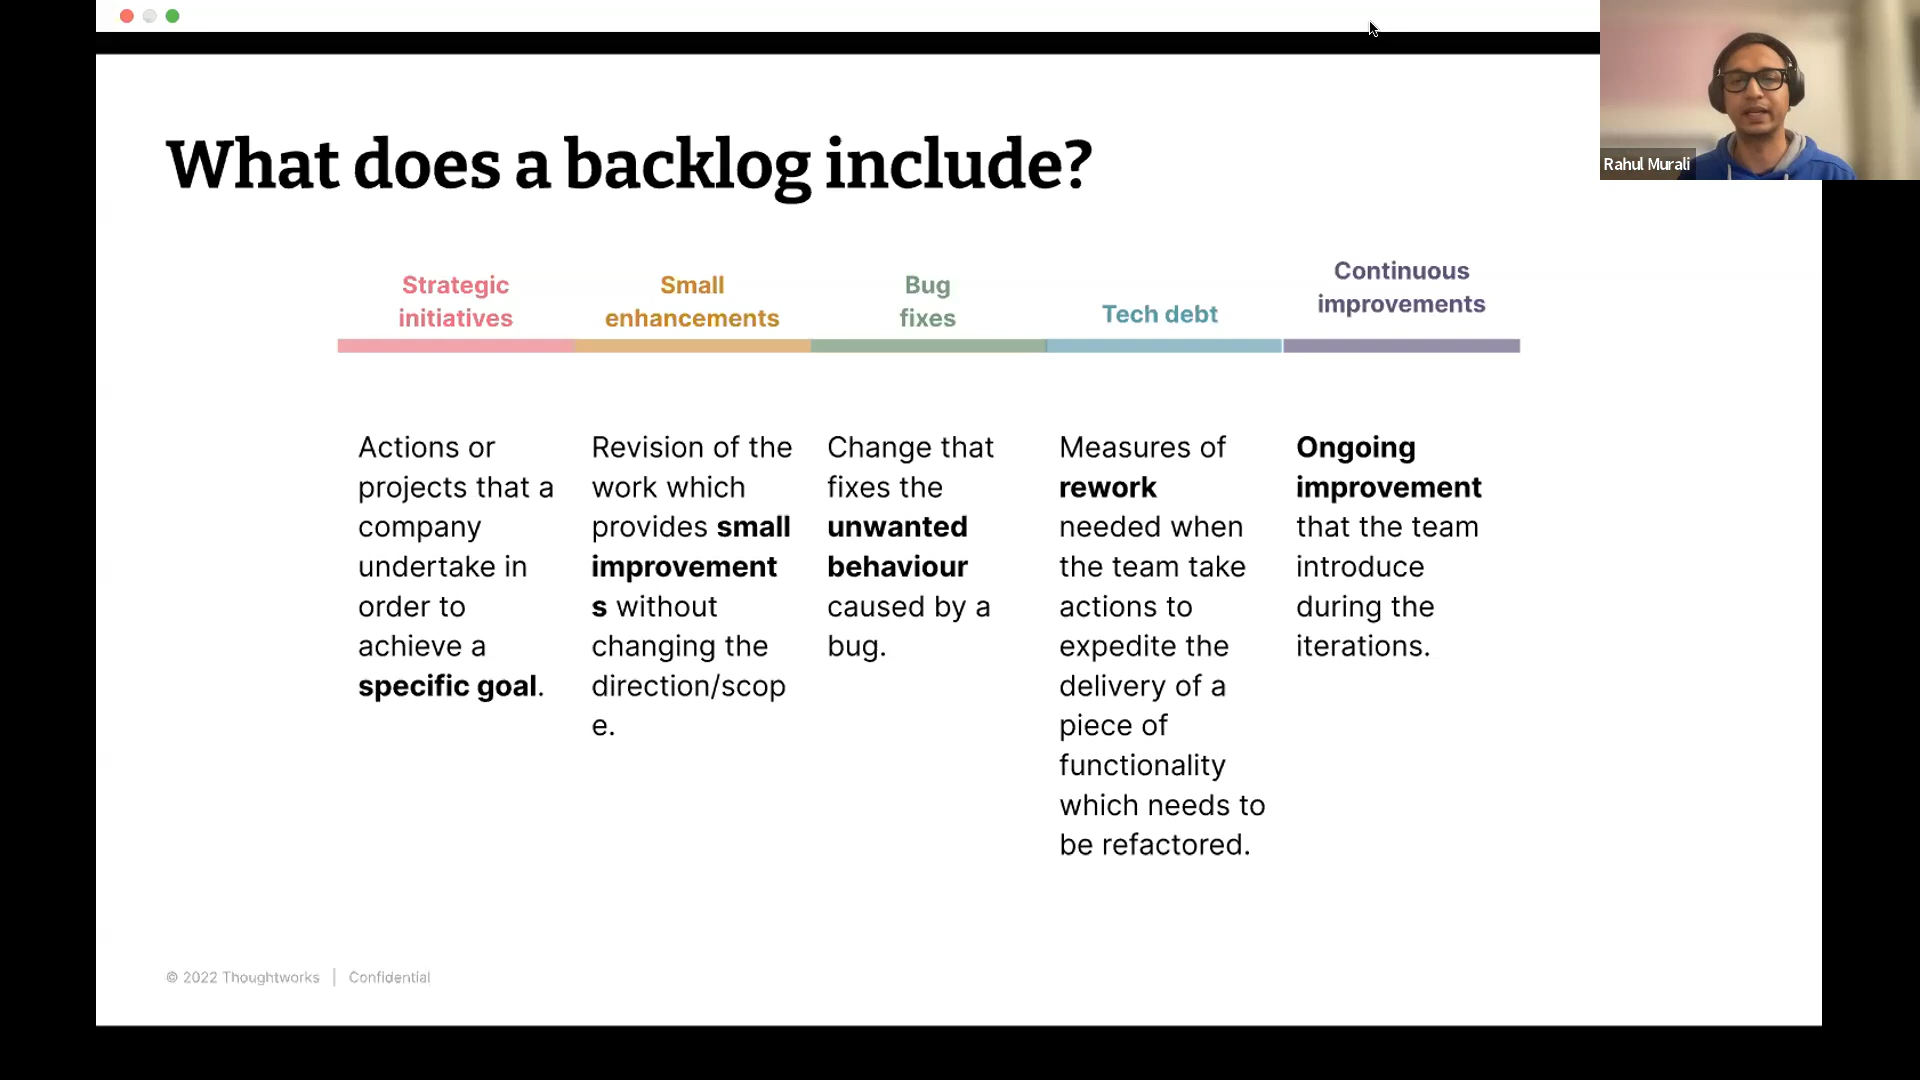 Rahul Murali
What does a backlog include?
Strategic
initiatives
Small
enhancements
Bug
fixes
Tech debt
Continuous
improvements
Actions or
projects that a
company
undertake in
order to
achieve a
specific goal.
Revision of the
work which
provides small
improvement
s without
changing the
direction/scop
e.
Change that
fixes the
unwanted
behaviour
caused by a
bug.
Measures of
rework
needed when
the team take
actions to
expedite the
delivery of a
piece of
functionality
which needs to
be refactored.
Ongoing
improvement
that the team
introduce
during the
iterations.
© 2022 Thoughtworks | Confidential